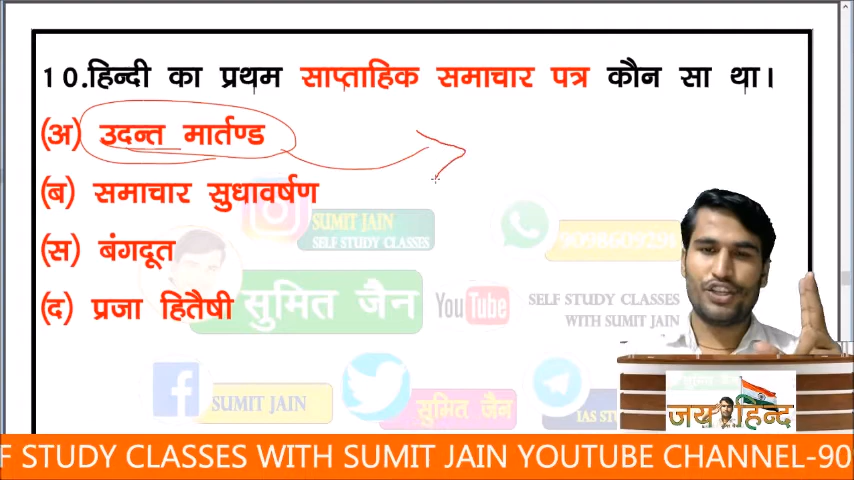 10.हिन्दी का प्रथम साप्ताहिक समाचार पत्र कौन सा था।
(अ) उदन्त मार्तण्ड
(ब) समाचार सुधावर्षण
(स) बंगदूत
(द) प्रजा हितैषी
SUMIT JAIN
SELF STUDY CLASSES
सुमित जैन
YouTube
SELF STUDY CLASSES
WITH SUMIT JAIN
SUMIT JAIN
सुमित जैन
IAS
जय हिन्द
F STUDY CLASSES WITH SUMIT JAIN YOUTUBE CHANNEL-90